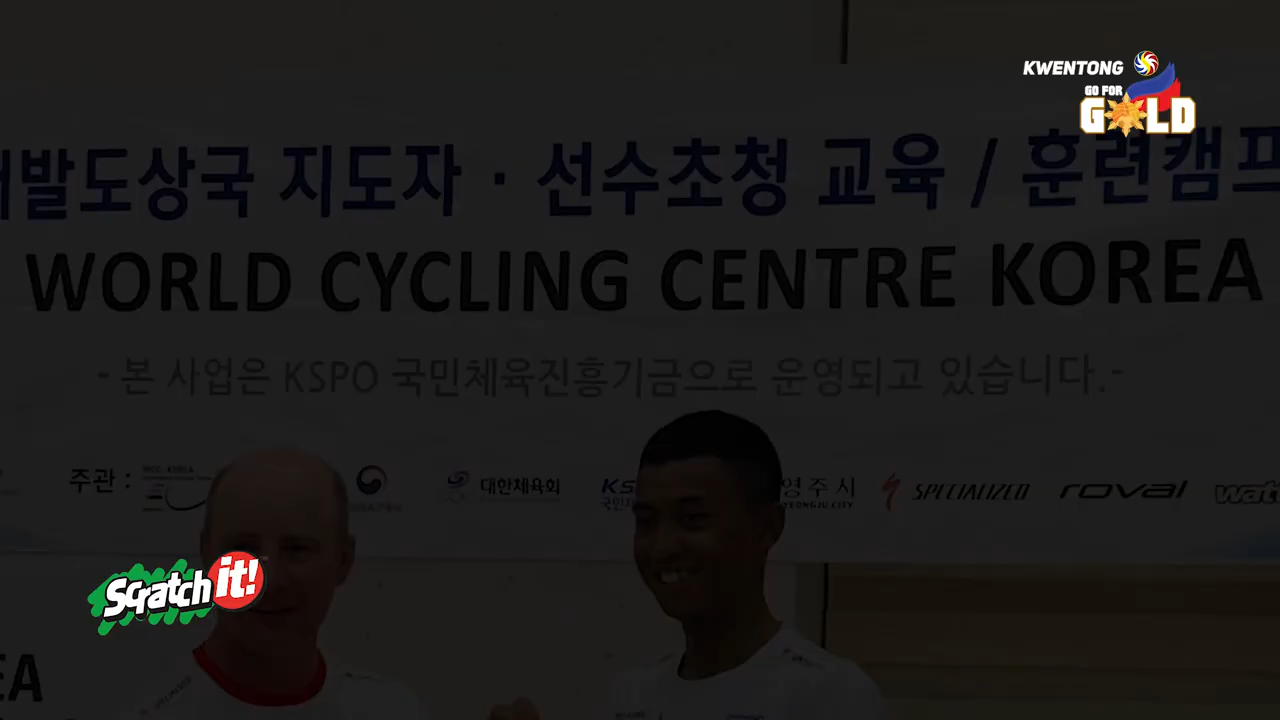 KWENTONG
GO FOR
GOLD
발도상국 지도자 · 선수초청 교육 / 훈련캠프
WORLD CYCLING CENTRE KOREA
- 본 사업은 KSPO 국민체육진흥기금으로 운영되고 있습니다.-
주관 :
대한체육회
영주시
YEONGJU CITY
SPECIALIZED
roval
Scratch it!
EA